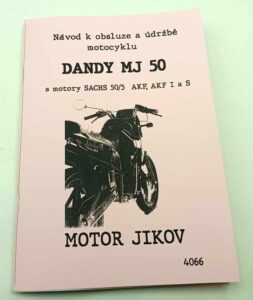 Návod k obsluze a údržbě
motocyklu
DANDY MJ 50
s motory SACHS 50/5 AKF, AKF I a S
MOTOR JIKOV
4066